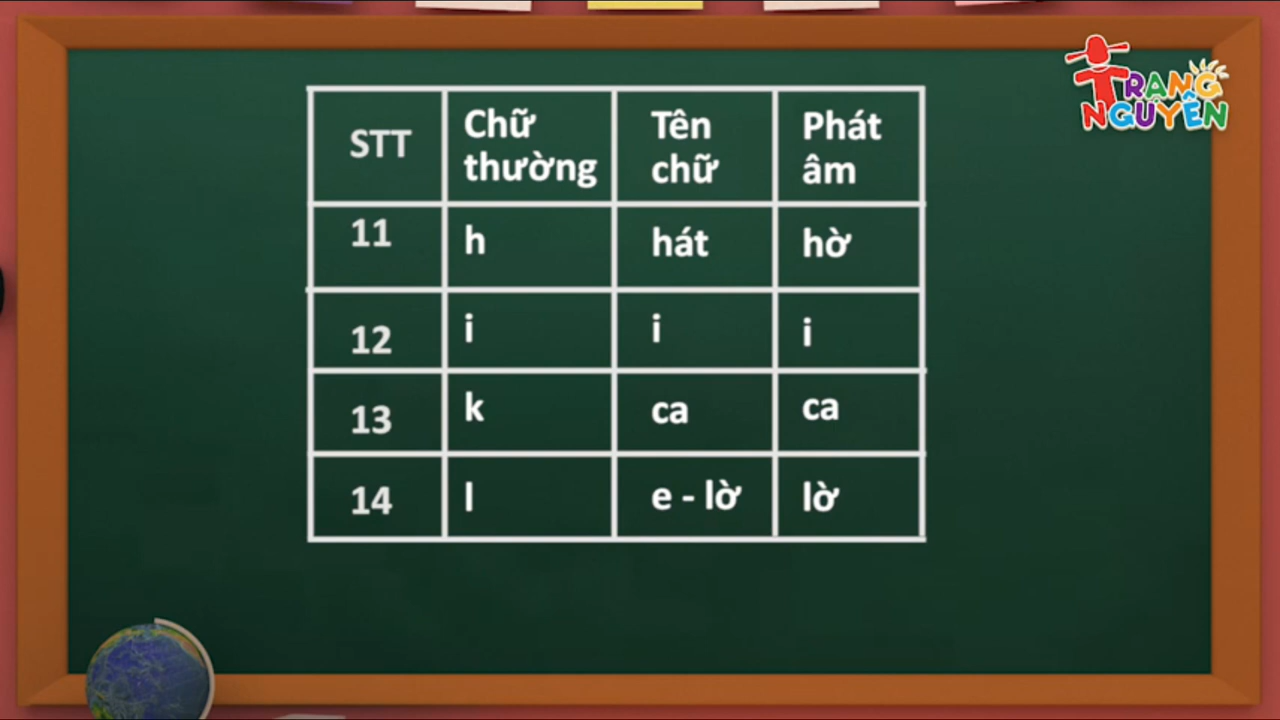 TRANG
NGUYÊN
STT Chữ thường Tên chữ Phát âm
11 h hát hờ
12 i i i
13 k ca ca
14 l e - lờ lờ